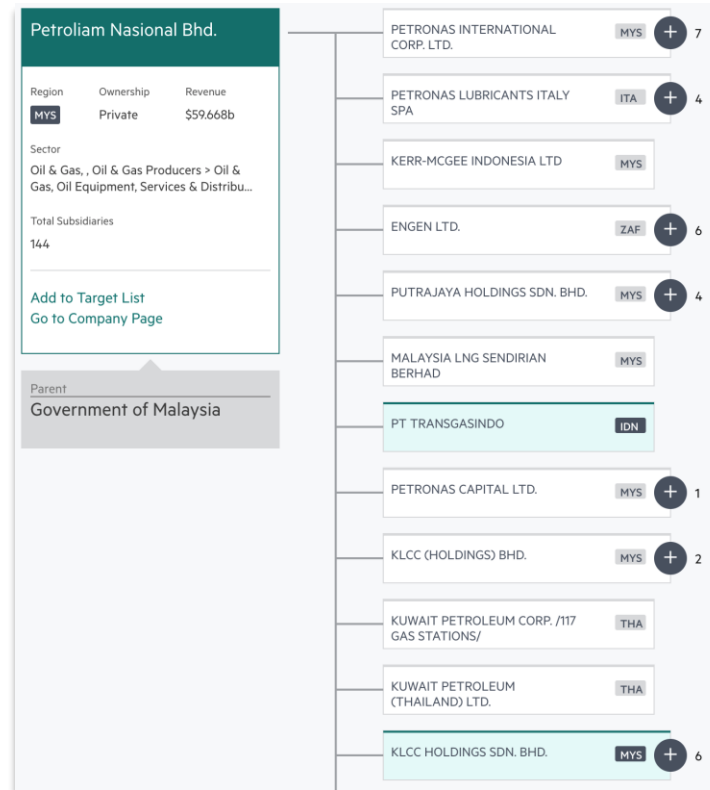 Petroliam Nasional Bhd.
Region Ownership Revenue
MYS Private $59.668b
Sector
Oil & Gas, , Oil & Gas Producers > Oil &
Gas, Oil Equipment, Services & Distribu...
Total Subsidiaries
144
Add to Target List
Go to Company Page
Parent
Government of Malaysia
PETRONAS INTERNATIONAL
CORP. LTD.
MYS + 7
PETRONAS LUBRICANTS ITALY
SPA
ITA + 4
KERR-MCGEE INDONESIA LTD MYS
ENGEN LTD. ZAF + 6
PUTRAJAYA HOLDINGS SDN. BHD. MYS + 4
MALAYSIA LNG SENDIRIAN
BERHAD
MYS
PT TRANSGASINDO IDN
PETRONAS CAPITAL LTD. MYS + 1
KLCC (HOLDINGS) BHD. MYS + 2
KUWAIT PETROLEUM CORP. /117
GAS STATIONS/
THA
KUWAIT PETROLEUM
(THAILAND) LTD.
THA
KLCC HOLDINGS SDN. BHD. MYS + 6